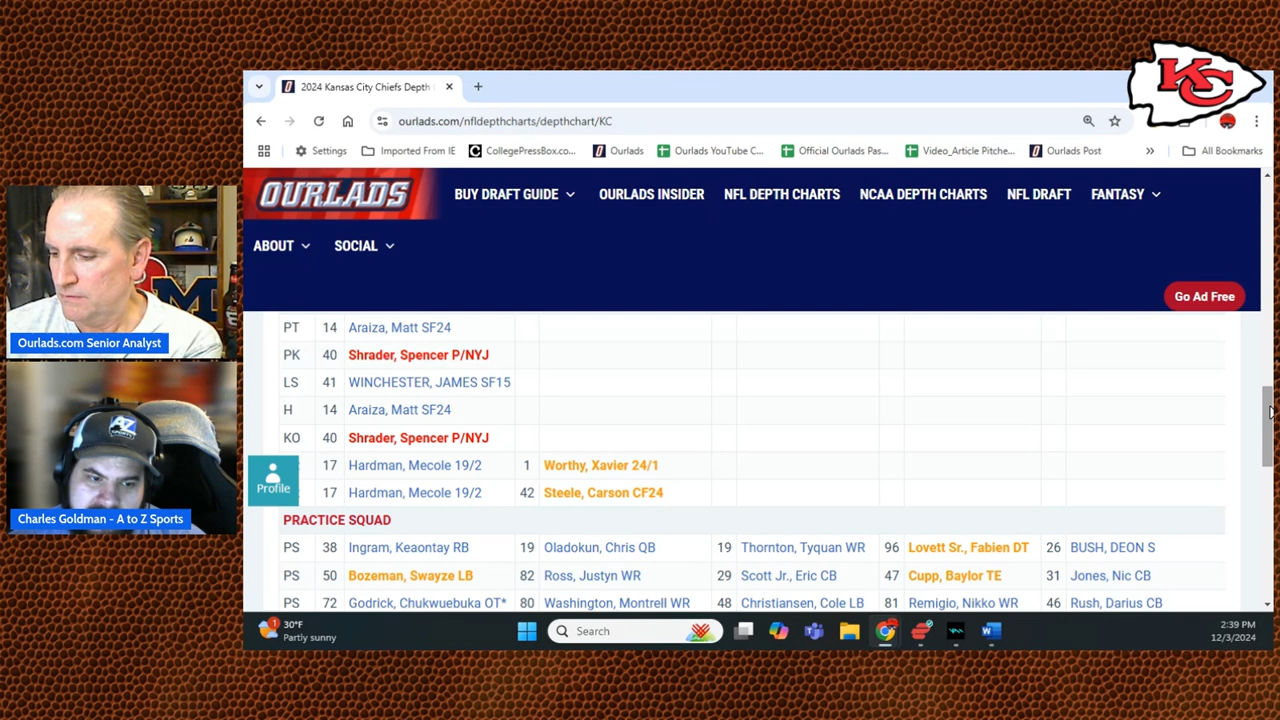 KC
2024 Kansas City Chiefs Depth
ourlads.com/nfldepthcharts/depthchart/KC
Settings Imported From IE CollegePressBox.co... Ourlads Ourlads YouTube C... Official Ourlads Pas... Video_Article Pitche... Ourlads Post » All Bookmarks
OURLADS BUY DRAFT GUIDE OURLADS INSIDER NFL DEPTH CHARTS NCAA DEPTH CHARTS NFL DRAFT FANTASY
ABOUT SOCIAL
Go Ad Free
PT 14 Araiza, Matt SF24
PK 40 Shrader, Spencer P/NYJ
LS 41 WINCHESTER, JAMES SF15
H 14 Araiza, Matt SF24
KO 40 Shrader, Spencer P/NYJ
17 Hardman, Mecole 19/2 1 Worthy, Xavier 24/1
17 Hardman, Mecole 19/2 42 Steele, Carson CF24
Profile
PRACTICE SQUAD
PS 38 Ingram, Keaontay RB 19 Oladokun, Chris QB 19 Thornton, Tyquan WR 96 Lovett Sr., Fabien DT 26 BUSH, DEON S
PS 50 Bozeman, Swayze LB 82 Ross, Justyn WR 29 Scott Jr., Eric CB 47 Cupp, Baylor TE 31 Jones, Nic CB
PS 72 Godrick, Chukwuebuka OT* 80 Washington, Montrell WR 48 Christiansen, Cole LB 81 Remigio, Nikko WR 46 Rush, Darius CB
1 30°F
Partly sunny
Search
2:39 PM
12/3/2024
M
Ourlads.com Senior Analyst
AZ
SPORTS
Charles Goldman - A to Z Sports